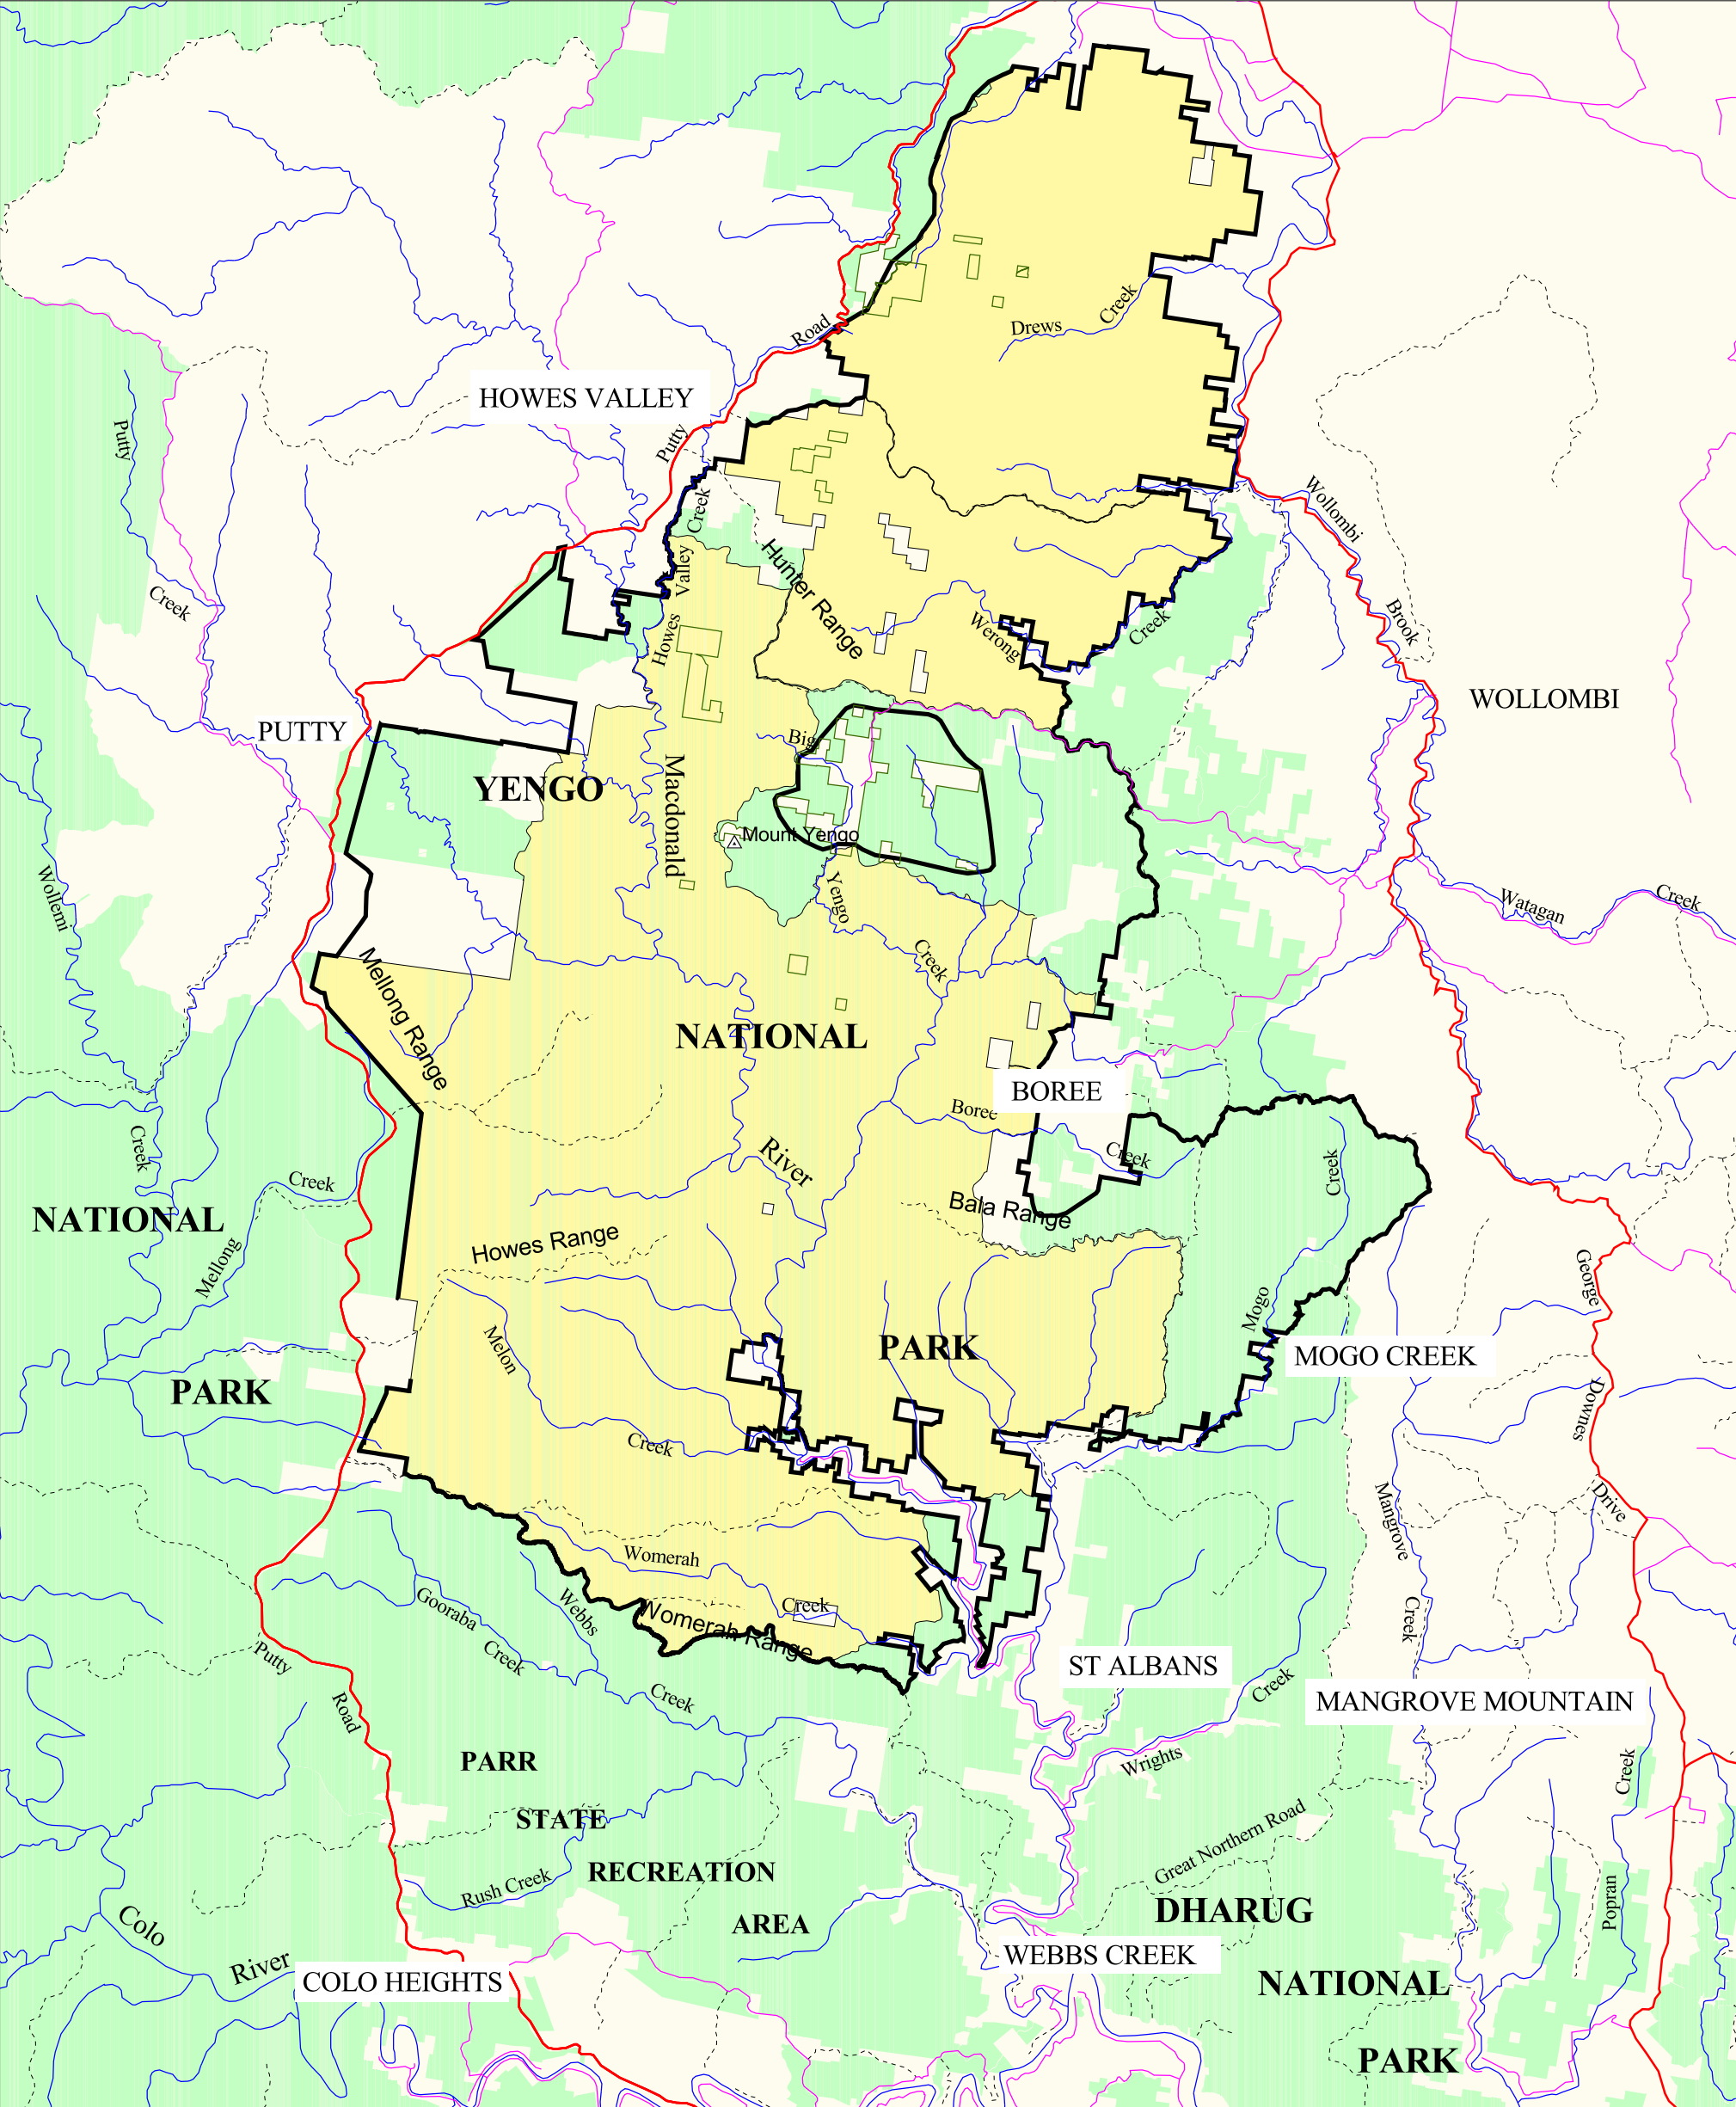 Road
Drews
Creek
HOWES VALLEY
Putty
Putty
Creek
Creek
Valley
Howes
Hunter Range
Wollombi
Brook
Werong
Creek
WOLLOMBI
PUTTY
YENGO
Big
Macdonald
Mount Yengo
Yengo
Creek
Wollemi
Creek
Watagan
Creek
Mellong Range
NATIONAL
BOREE
Boree
Creek
River
Bala Range
Creek
Creek
Mellong
NATIONAL
PARK
Howes Range
Melon
Creek
PARK
Mogo
MOGO CREEK
George
Downes
Drive
Mangrove
Creek
Womerah
Creek
Womerah Range
Gooraba
Creek
Webbs
Creek
Putty
Road
ST ALBANS
Creek
Wrights
MANGROVE MOUNTAIN
PARR
STATE
RECREATION
AREA
Rush Creek
Great Northern Road
Creek
Popran
DHARUG
NATIONAL
PARK
WEBBS CREEK
Colo
River
COLO HEIGHTS